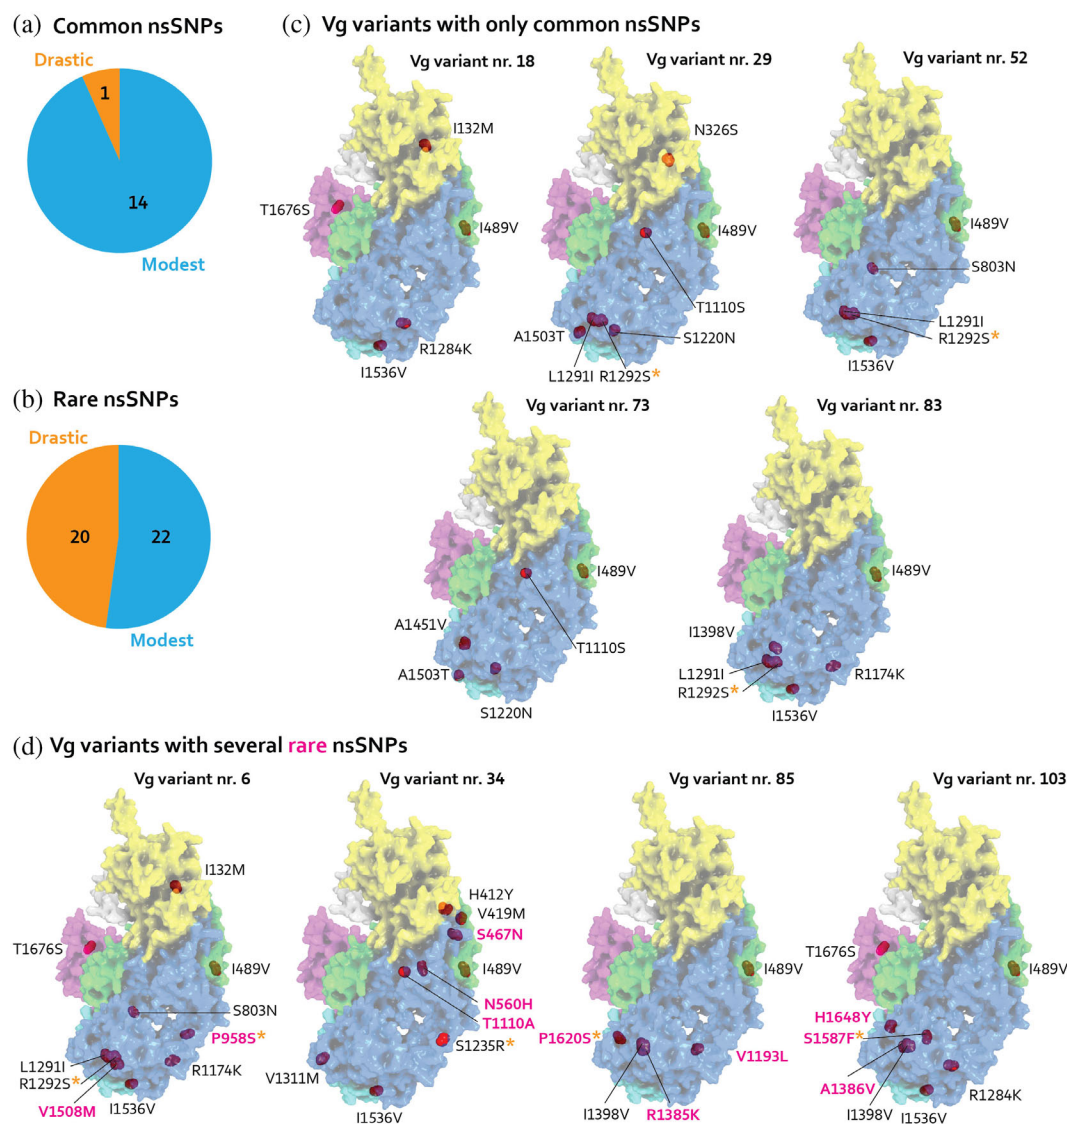 (a) Common nsSNPs
Drastic
1
14
Modest
(b) Rare nsSNPs
Drastic
20
22
Modest
(c) Vg variants with only common nsSNPs
Vg variant nr. 18
I132M
T1676S
I489V
R1284K
I1536V
Vg variant nr. 29
N326S
I489V
T1110S
A1503T
S1220N
L1291I
R1292S*
Vg variant nr. 52
I489V
S803N
L1291I
R1292S*
I1536V
Vg variant nr. 73
I489V
A1451V
T1110S
A1503T
S1220N
Vg variant nr. 83
I489V
I1398V
L1291I
R1174K
R1292S*
I1536V
(d) Vg variants with several rare nsSNPs
Vg variant nr. 6
I132M
T1676S
I489V
S803N
P958S*
L1291I
R1292S*
R1174K
V1508M
I1536V
Vg variant nr. 34
H412Y
V419M
S467N
I489V
N560H
T1110A
S1235R*
V1311M
I1536V
Vg variant nr. 85
I489V
P1620S*
V1193L
I1398V
R1385K
Vg variant nr. 103
T1676S
I489V
H1648Y
S1587F*
A1386V
R1284K
I1398V
I1536V